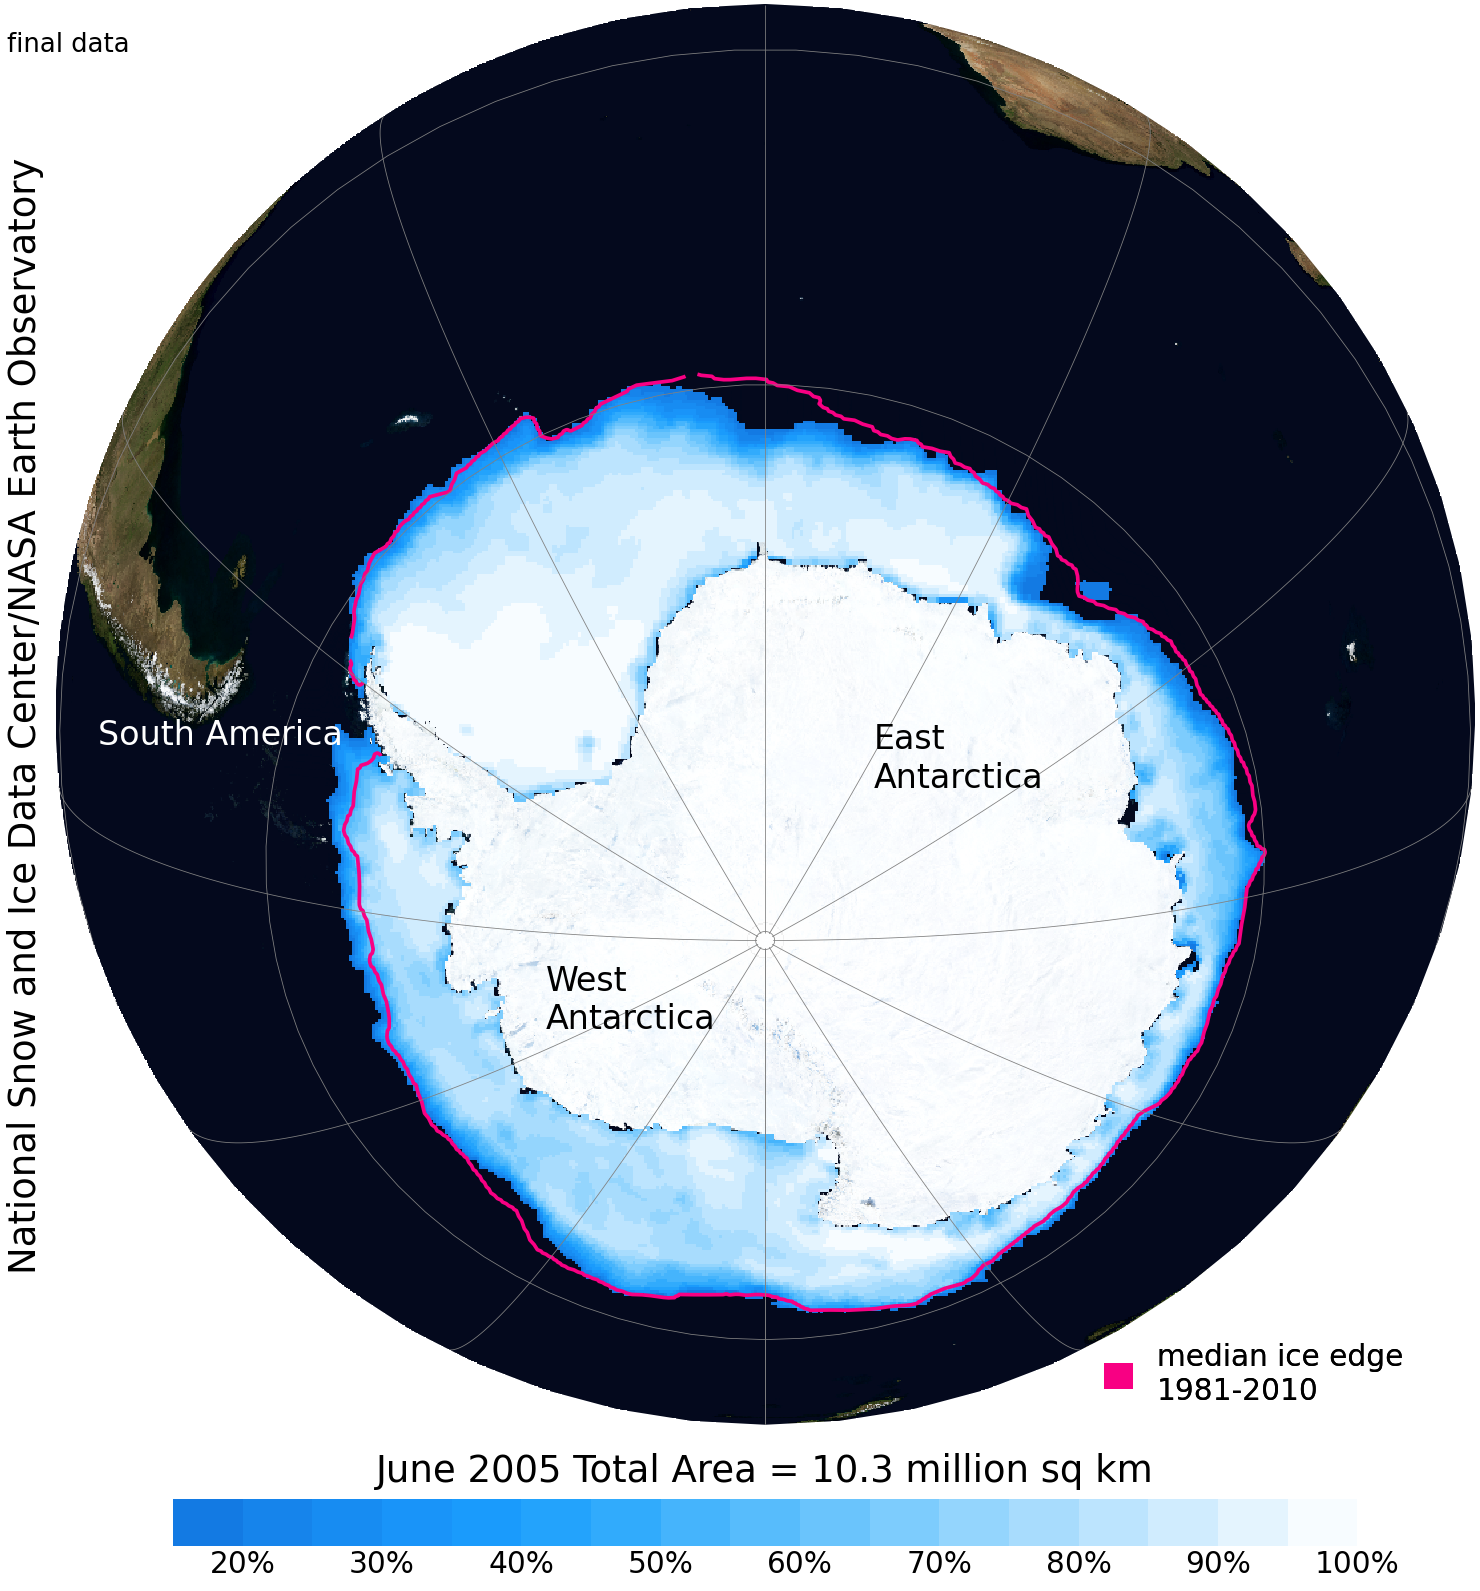 final data
National Snow and Ice Data Center/NASA Earth Observatory
South America
East
Antarctica
West
Antarctica
median ice edge
1981-2010
June 2005 Total Area = 10.3 million sq km
20% 30% 40% 50% 60% 70% 80% 90% 100%